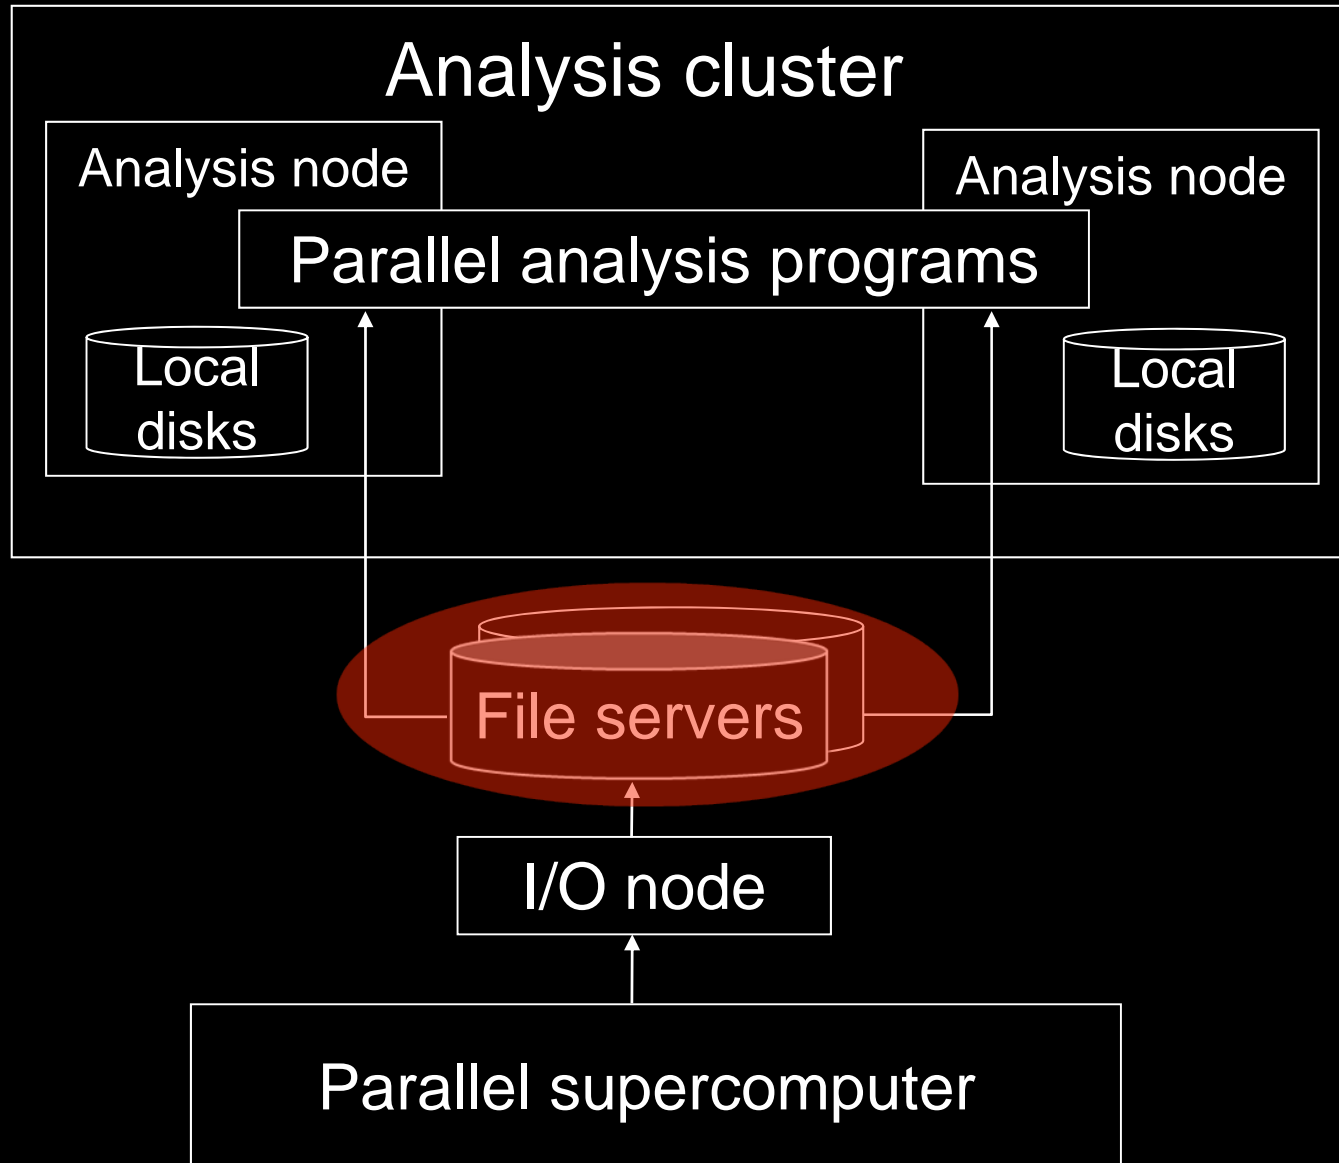 Analysis cluster
Analysis node
Analysis node
Parallel analysis programs
Local
disks
Local
disks
File servers
I/O node
Parallel supercomputer